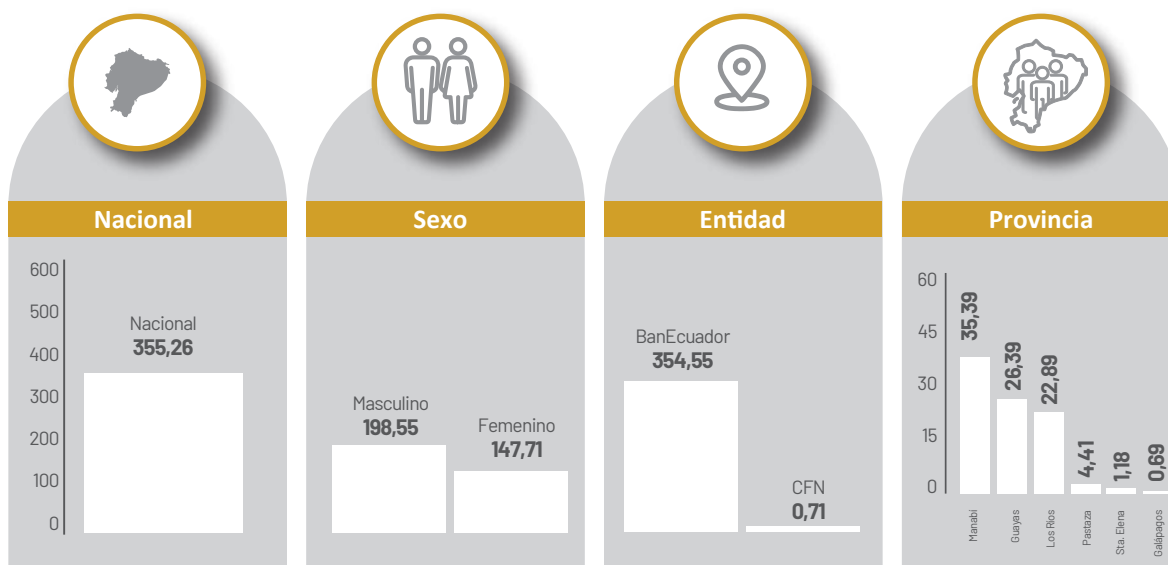 Nacional
600
500
400
300
200
100
0
Nacional
355,26
Sexo
Masculino
198,55
Femenino
147,71
Entidad
BanEcuador
354,55
CFN
0,71
Provincia
60
45
30
15
0
35,39
26,39
22,89
4,41
1,18
0,69
Manabí
Guayas
Los Ríos
Pastaza
Sta. Elena
Galápagos